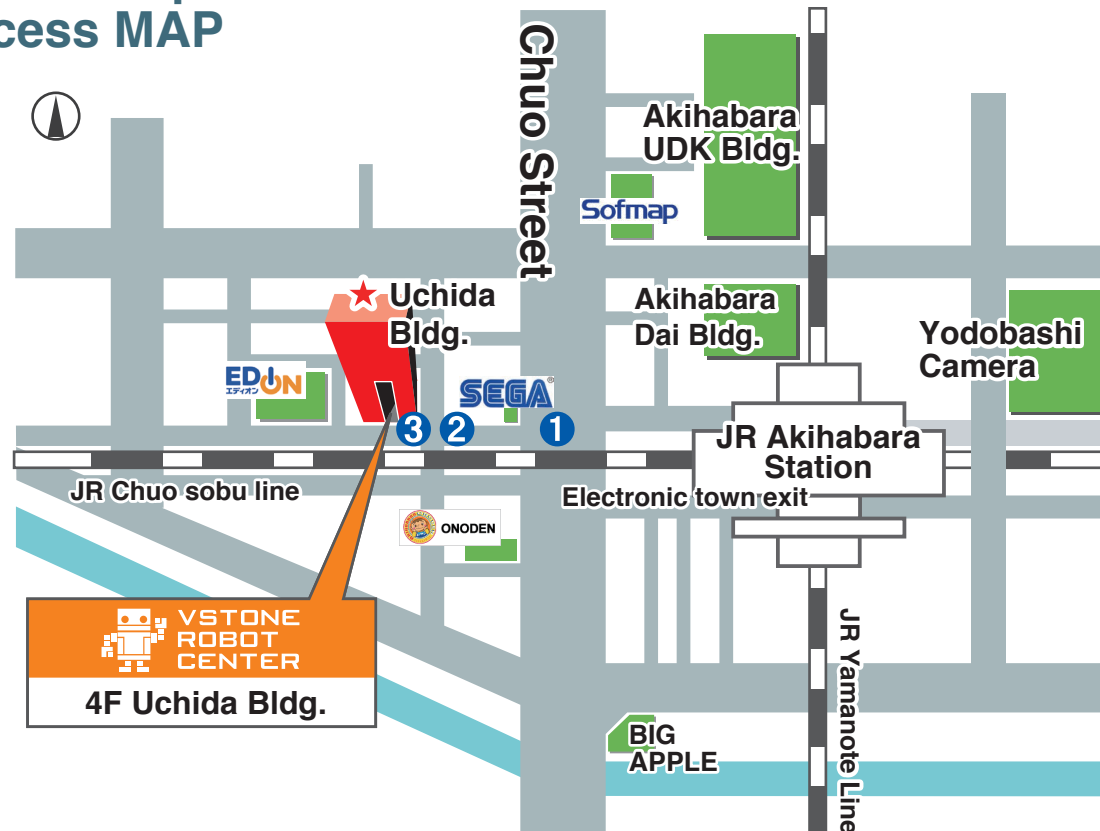 cess MAP
Chuo Street
Akihabara
UDK Bldg.
Sofmap
Uchida
Bldg.
Akihabara
Dai Bldg.
Yodobashi
Camera
EDION
エディオン
SEGA®
3
2
1
JR Akihabara
Station
JR Chuo sobu line
Electronic town exit
ONODEN
VSTONE
ROBOT
CENTER
4F Uchida Bldg.
JR Yamanote Line
BIG
APPLE